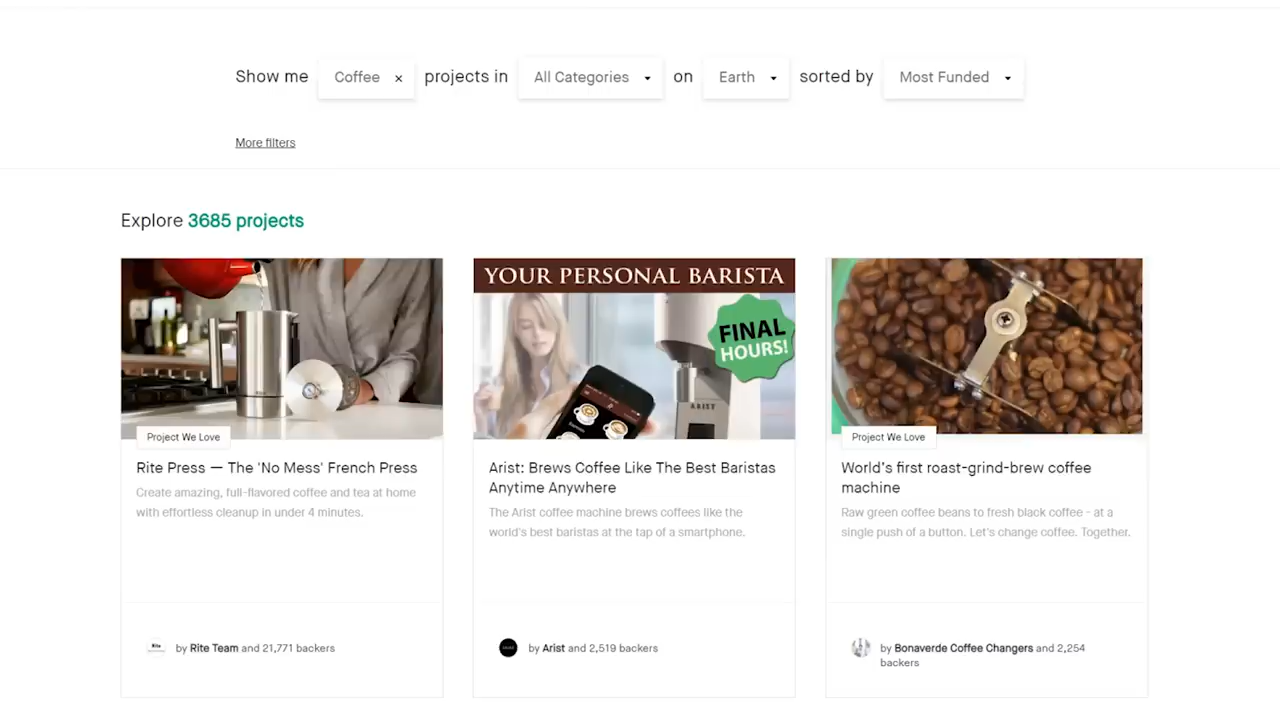 Show me Coffee × projects in All Categories on Earth sorted by Most Funded
More filters
Explore 3685 projects
YOUR PERSONAL BARISTA
FINAL
HOURS!
ARIST
Project We Love
Project We Love
Rite Press — The 'No Mess' French Press
Create amazing, full-flavored coffee and tea at home
with effortless cleanup in under 4 minutes.
by Rite Team and 21,771 backers
Arist: Brews Coffee Like The Best Baristas
Anytime Anywhere
The Arist coffee machine brews coffees like the
world's best baristas at the tap of a smartphone.
by Arist and 2,519 backers
World's first roast-grind-brew coffee
machine
Raw green coffee beans to fresh black coffee - at a
single push of a button. Let's change coffee. Together.
by Bonaverde Coffee Changers and 2,254
backers